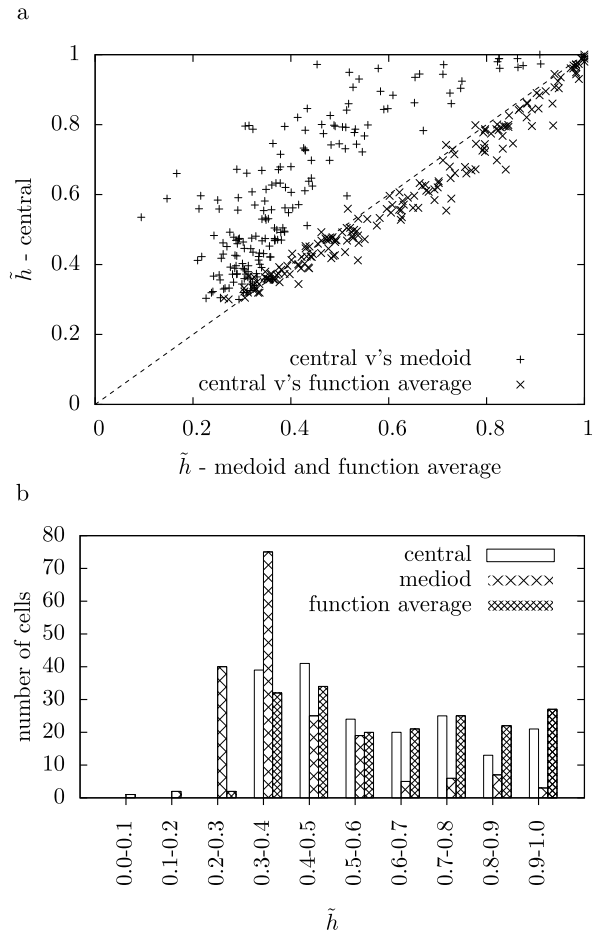 a
1
0.8
0.6
0.4
0.2
0
h̃ - central
central v's medoid
central v's function average
0 0.2 0.4 0.6 0.8 1
h̃ - medoid and function average
b
80
70
60
50
40
30
20
10
0
number of cells
central
mediod
function average
0.0-0.1
0.1-0.2
0.2-0.3
0.3-0.4
0.4-0.5
0.5-0.6
0.6-0.7
0.7-0.8
0.8-0.9
0.9-1.0
h̃